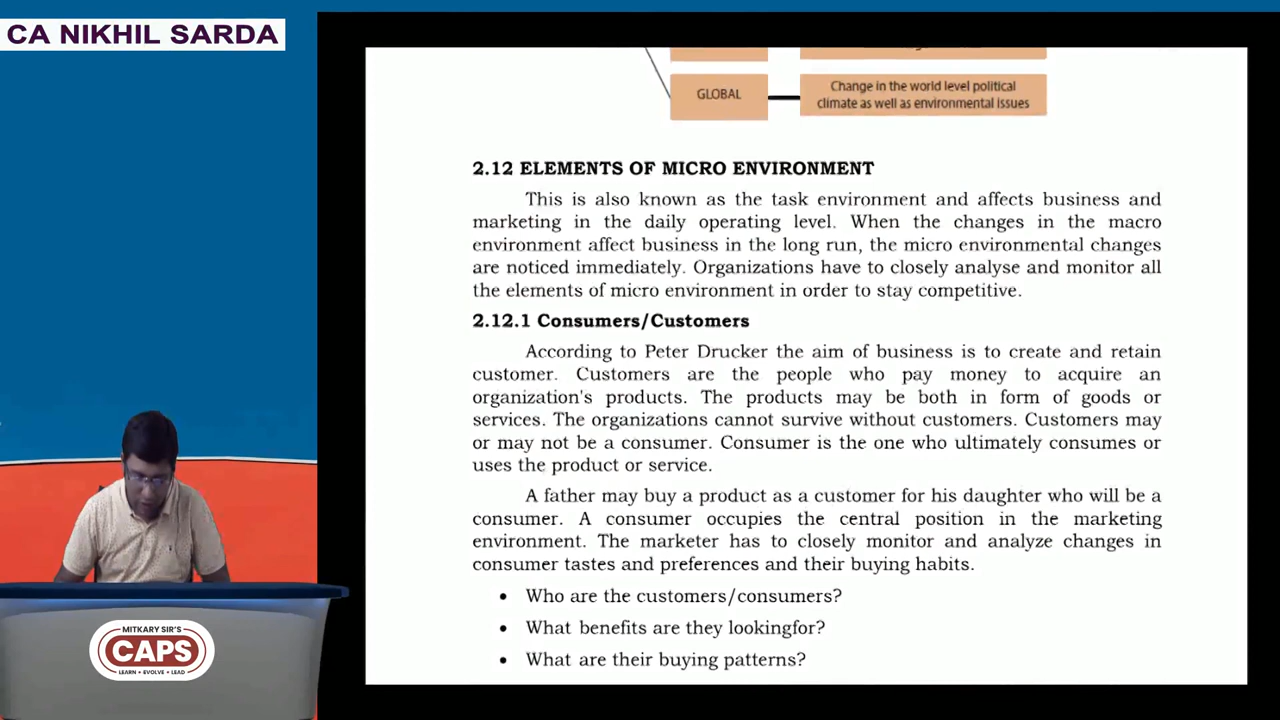 CA NIKHIL SARDA
GLOBAL
Change in the world level political
climate as well as environmental issues
2.12 ELEMENTS OF MICRO ENVIRONMENT
This is also known as the task environment and affects business and
marketing in the daily operating level. When the changes in the macro
environment affect business in the long run, the micro environmental changes
are noticed immediately. Organizations have to closely analyse and monitor all
the elements of micro environment in order to stay competitive.
2.12.1 Consumers/Customers
According to Peter Drucker the aim of business is to create and retain
customer. Customers are the people who pay money to acquire an
organization's products. The products may be both in form of goods or
services. The organizations cannot survive without customers. Customers may
or may not be a consumer. Consumer is the one who ultimately consumes or
uses the product or service.
A father may buy a product as a customer for his daughter who will be a
consumer. A consumer occupies the central position in the marketing
environment. The marketer has to closely monitor and analyze changes in
consumer tastes and preferences and their buying habits.
• Who are the customers/consumers?
• What benefits are they lookingfor?
• What are their buying patterns?
MITKARY SIR'S
CAPS
LEARN • EVOLVE • LEAD